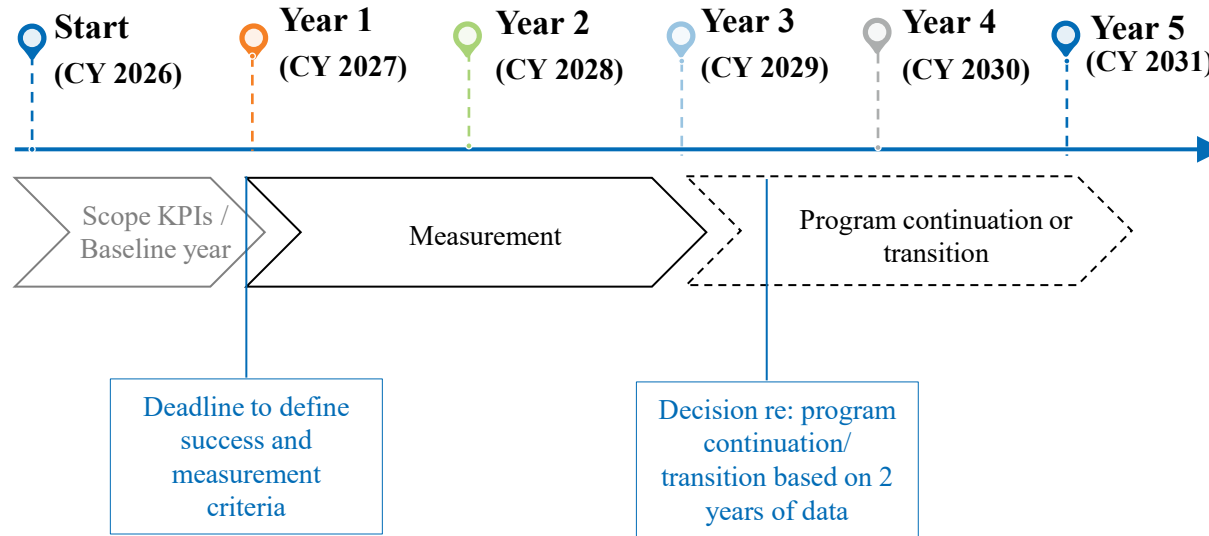 Start
(CY 2026)
Year 1
(CY 2027)
Year 2
(CY 2028)
Year 3
(CY 2029)
Year 4
(CY 2030)
Year 5
(CY 2031)
Scope KPIs /
Baseline year
Measurement
Program continuation or
transition
Deadline to define
success and
measurement
criteria
Decision re: program
continuation/
transition based on 2
years of data